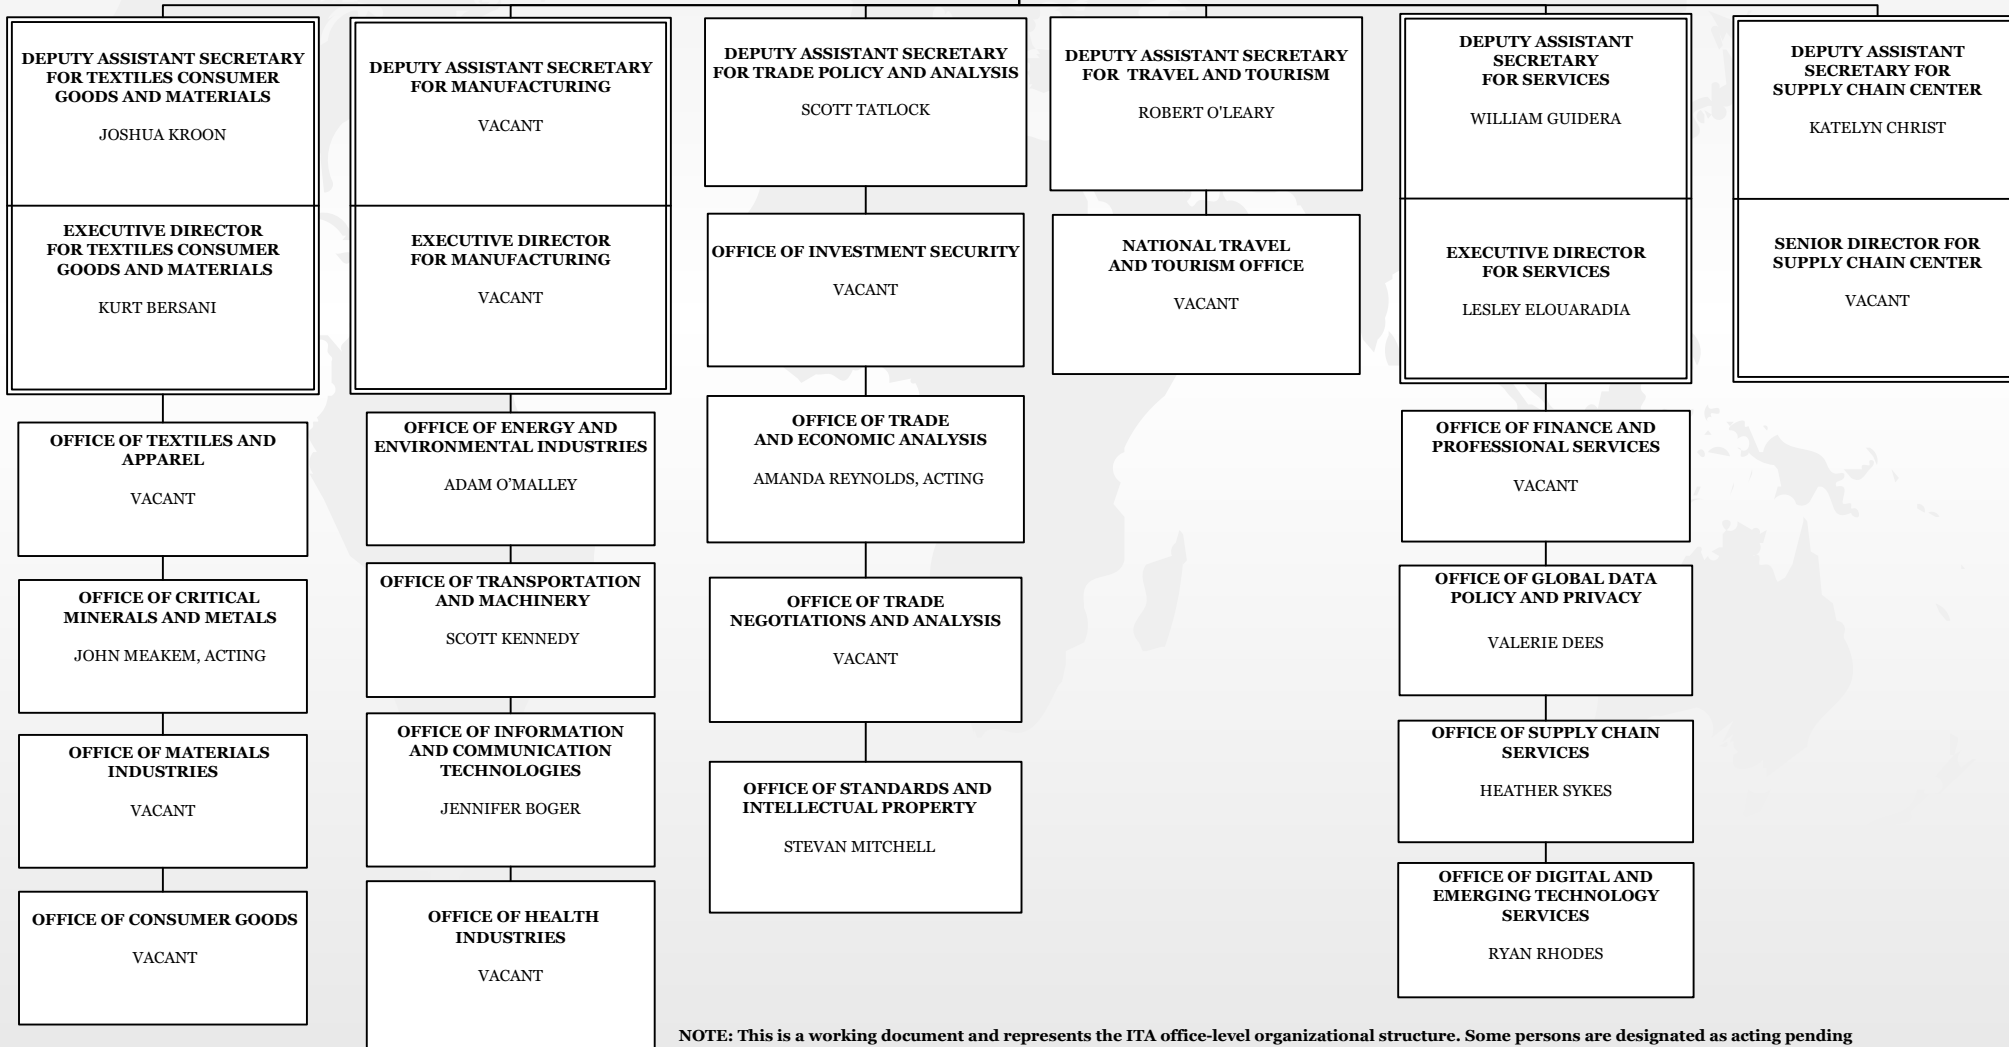 DEPUTY ASSISTANT SECRETARY
FOR TEXTILES CONSUMER
GOODS AND MATERIALS
JOSHUA KROON
EXECUTIVE DIRECTOR
FOR TEXTILES CONSUMER
GOODS AND MATERIALS
KURT BERSANI
OFFICE OF TEXTILES AND
APPAREL
VACANT
OFFICE OF CRITICAL
MINERALS AND METALS
JOHN MEAKEM, ACTING
OFFICE OF MATERIALS
INDUSTRIES
VACANT
OFFICE OF CONSUMER GOODS
VACANT
DEPUTY ASSISTANT SECRETARY
FOR MANUFACTURING
VACANT
EXECUTIVE DIRECTOR
FOR MANUFACTURING
VACANT
OFFICE OF ENERGY AND
ENVIRONMENTAL INDUSTRIES
ADAM O’MALLEY
OFFICE OF TRANSPORTATION
AND MACHINERY
SCOTT KENNEDY
OFFICE OF INFORMATION
AND COMMUNICATION
TECHNOLOGIES
JENNIFER BOGER
OFFICE OF HEALTH
INDUSTRIES
VACANT
DEPUTY ASSISTANT SECRETARY
FOR TRADE POLICY AND ANALYSIS
SCOTT TATLOCK
OFFICE OF INVESTMENT SECURITY
VACANT
OFFICE OF TRADE
AND ECONOMIC ANALYSIS
AMANDA REYNOLDS, ACTING
OFFICE OF TRADE
NEGOTIATIONS AND ANALYSIS
VACANT
OFFICE OF STANDARDS AND
INTELLECTUAL PROPERTY
STEVAN MITCHELL
DEPUTY ASSISTANT SECRETARY
FOR TRAVEL AND TOURISM
ROBERT O'LEARY
NATIONAL TRAVEL
AND TOURISM OFFICE
VACANT
DEPUTY ASSISTANT
SECRETARY
FOR SERVICES
WILLIAM GUIDERA
EXECUTIVE DIRECTOR
FOR SERVICES
LESLEY ELOUARADIA
OFFICE OF FINANCE AND
PROFESSIONAL SERVICES
VACANT
OFFICE OF GLOBAL DATA
POLICY AND PRIVACY
VALERIE DEES
OFFICE OF SUPPLY CHAIN
SERVICES
HEATHER SYKES
OFFICE OF DIGITAL AND
EMERGING TECHNOLOGY
SERVICES
RYAN RHODES
DEPUTY ASSISTANT
SECRETARY FOR
SUPPLY CHAIN CENTER
KATELYN CHRIST
SENIOR DIRECTOR FOR
SUPPLY CHAIN CENTER
VACANT
NOTE: This is a working document and represents the ITA office-level organizational structure. Some persons are designated as acting pending